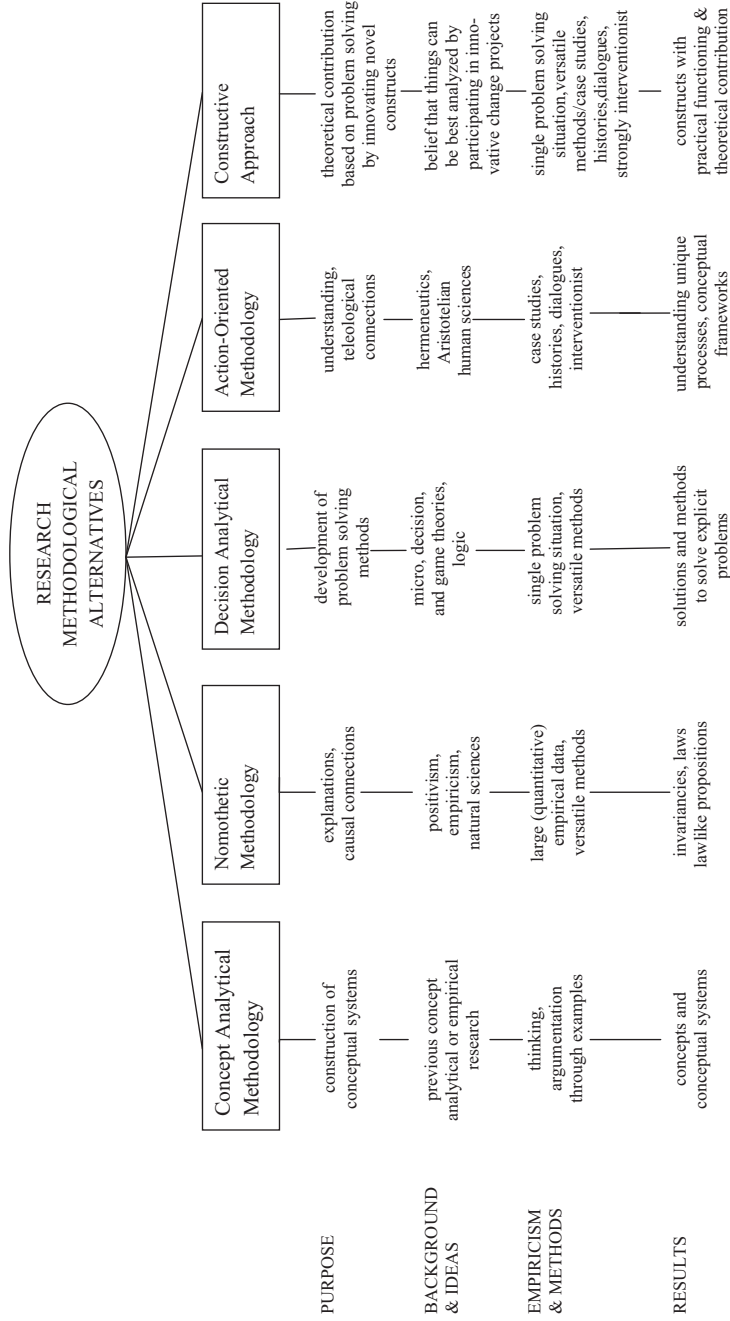 RESEARCH
METHODOLOGICAL
ALTERNATIVES
Concept Analytical
Methodology
Nomothetic
Methodology
Decision Analytical
Methodology
Action-Oriented
Methodology
Constructive
Approach
PURPOSE
construction of
conceptual systems
explanations,
causal connections
development of
problem solving
methods
understanding,
teleological
connections
theoretical contribution
based on problem solving
by innovating novel
constructs
BACKGROUND
& IDEAS
previous concept
analytical or empirical
research
positivism,
empiricism,
natural sciences
micro, decision,
and game theories,
logic
hermeneutics,
Aristotelian
human sciences
belief that things can
be best analyzed by
participating in inno-
vative change projects
EMPIRICISM
& METHODS
thinking,
argumentation
through examples
large (quantitative)
empirical data,
versatile methods
single problem
solving situation,
versatile methods
case studies,
histories, dialogues,
interventionist
single problem solving
situation,versatile
methods/case studies,
histories,dialogues,
strongly interventionist
RESULTS
concepts and
conceptual systems
invariancies, laws
lawlike propositions
solutions and methods
to solve explicit
problems
understanding unique
processes, conceptual
frameworks
constructs with
practical functioning &
theoretical contribution